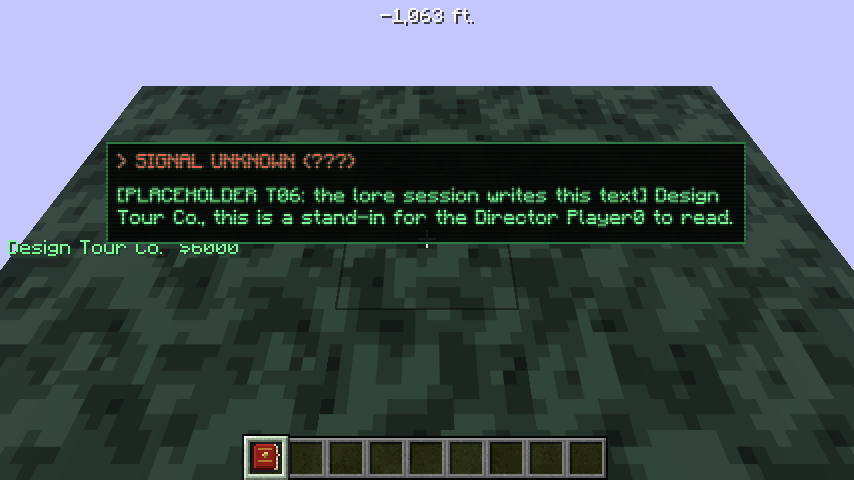 -1,063 ft.
> SIGNAL UNKNOWN (???)
[PLACEHOLDER T06: the lore session writes this text] Design
Tour Co., this is a stand-in for the Director Player0 to read.
Design Tour Co. $6000